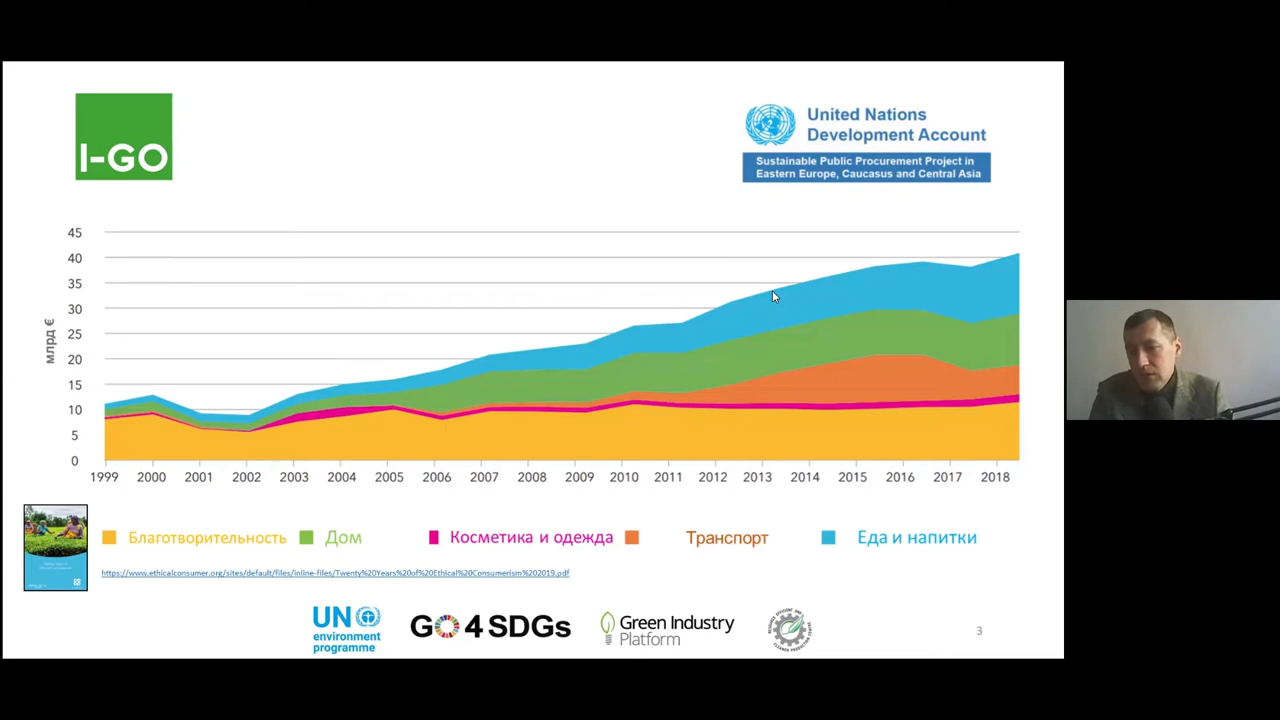 I-GO
United Nations
Development Account
Sustainable Public Procurement Project in
Eastern Europe, Caucasus and Central Asia
45
40
35
30
25
20
15
10
5
0
млрд €
1999 2000 2001 2002 2003 2004 2005 2006 2007 2008 2009 2010 2011 2012 2013 2014 2015 2016 2017 2018
Благотворительность Дом Косметика и одежда Транспорт Еда и напитки
https://www.ethicalconsumer.org/sites/default/files/inline-files/Twenty%20Years%20of%20Ethical%20Consumerism%202019.pdf
UN
environment
programme
GO 4 SDGs
Green Industry
Platform
3